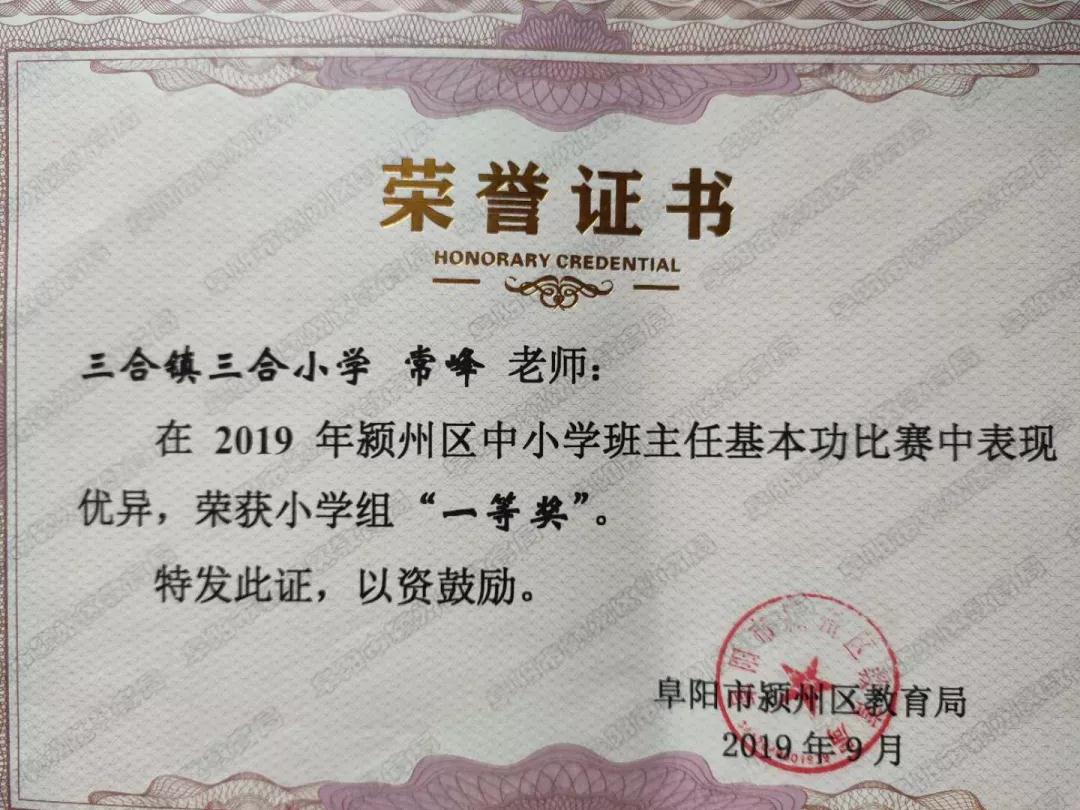 荣誉证书
HONORARY CREDENTIAL
三合镇三合小学 常峰 老师：
在 2019 年颍州区中小学班主任基本功比赛中表现
优异，荣获小学组“一等奖”。
特发此证，以资鼓励。
阜阳市颍州区教育局
2019 年 9 月